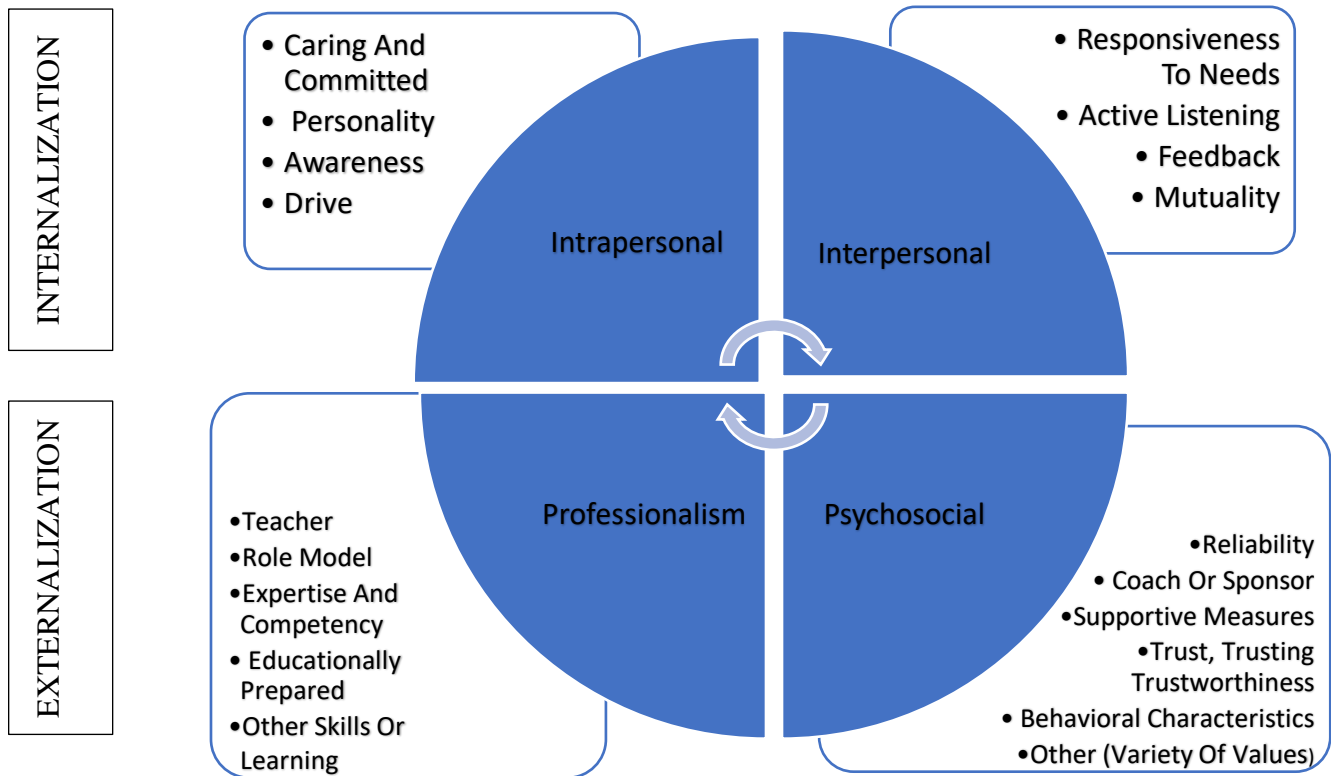 INTERNALIZATION
• Caring And
Committed
• Personality
• Awareness
• Drive
Intrapersonal
• Responsiveness
To Needs
• Active Listening
• Feedback
• Mutuality
Interpersonal
EXTERNALIZATION
•Teacher
•Role Model
•Expertise And
Competency
• Educationally
Prepared
•Other Skills Or
Learning
Professionalism
Psychosocial
•Reliability
• Coach Or Sponsor
•Supportive Measures
•Trust, Trusting
Trustworthiness
• Behavioral Characteristics
•Other (Variety Of Values)